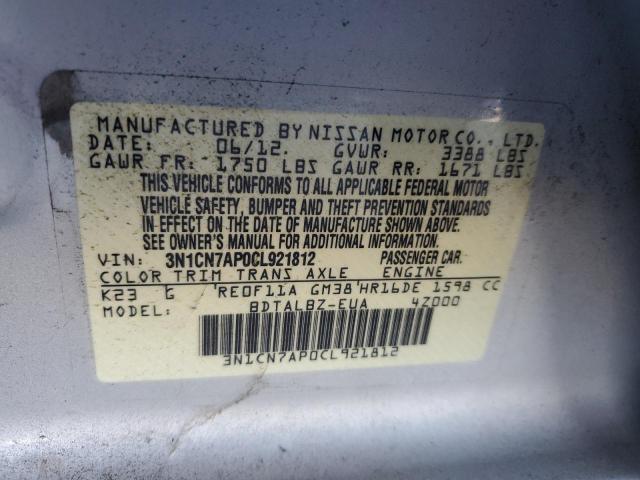 MANUFACTURED BY NISSAN MOTOR CO., LTD.
DATE: 06/12. GVWR: 3388 LBS
GAWR FR: 1750 LBS GAWR RR: 1671 LBS
THIS VEHICLE CONFORMS TO ALL APPLICABLE FEDERAL MOTOR
VEHICLE SAFETY, BUMPER AND THEFT PREVENTION STANDARDS
IN EFFECT ON THE DATE OF MANUFACTURE SHOWN ABOVE.
SEE OWNER'S MANUAL FOR ADDITIONAL INFORMATION.
VIN: 3N1CN7AP0CL921812 PASSENGER CAR.
COLOR TRIM TRANS AXLE ENGINE
K23 G RE0F11A GM38 HR16DE 1598 CC
MODEL: BDTALBZ-EUA 4Z000
3N1CN7AP0CL921812